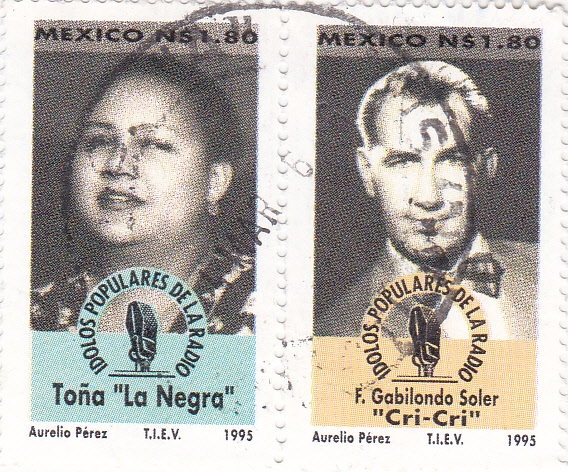 MEXICO N$1.80
IDOLOS POPULARES DE LA RADIO
Toña "La Negra"
Aurelio Pérez T.I.E.V. 1995
MEXICO N$1.80
IDOLOS POPULARES DE LA RADIO
F. Gabilondo Soler
"Cri-Cri"
Aurelio Pérez T.I.E.V. 1995